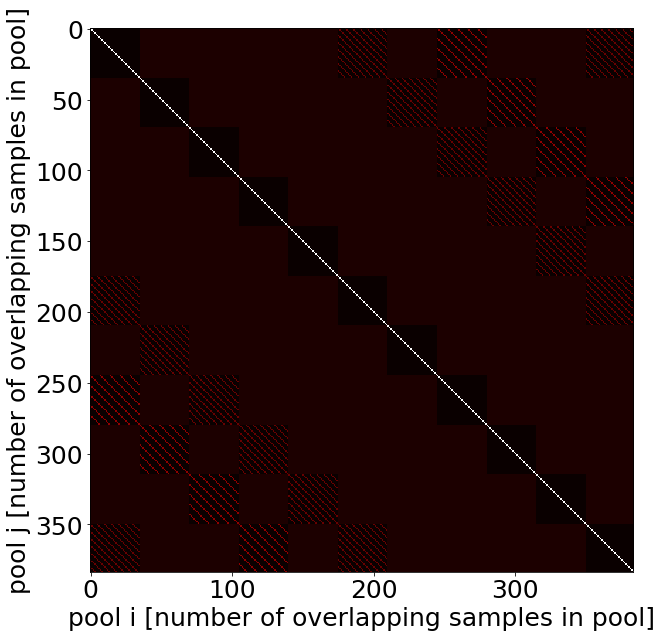 0
50
100
150
200
250
300
350
pool j [number of overlapping samples in pool]
0 100 200 300
pool i [number of overlapping samples in pool]